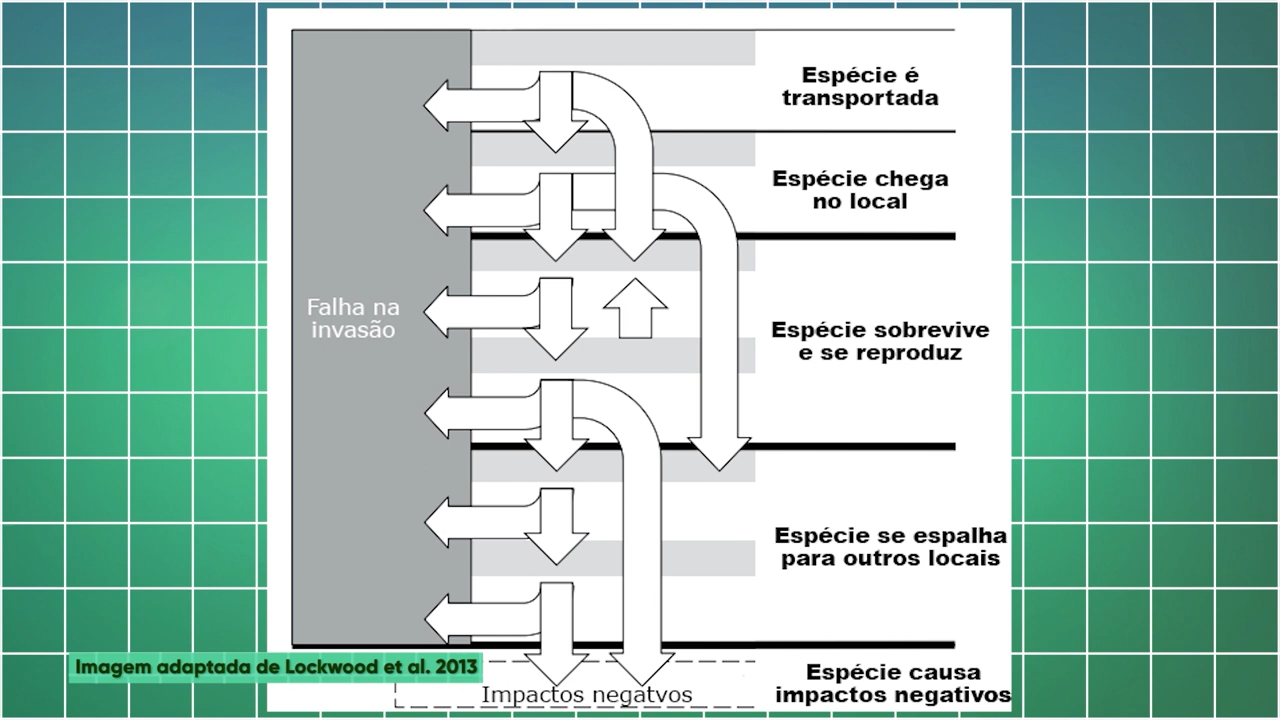 Espécie é
transportada
Espécie chega
no local
Falha na
invasão
Espécie sobrevive
e se reproduz
Espécie se espalha
para outros locais
Imagem adaptada de Lockwood et al. 2013
Espécie causa
impactos negativos
Impactos negatvos